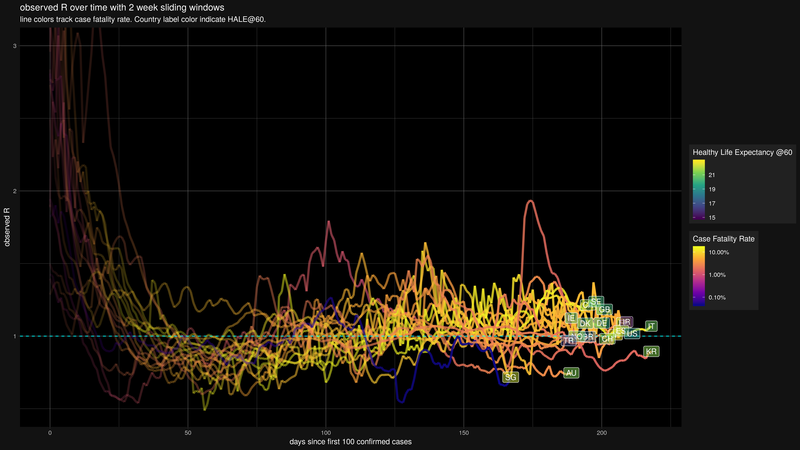 observed R over time with 2 week sliding windows
line colors track case fatality rate. Country label color indicate HALE@60.
observed R
3
2
1
SE
GB
IE
DK
DE
IR
IT
US
TR
CH
KR
SG
AU
0
50
100
150
200
days since first 100 confirmed cases
Healthy Life Expectancy @60
21
19
17
15
Case Fatality Rate
10.00%
1.00%
0.10%